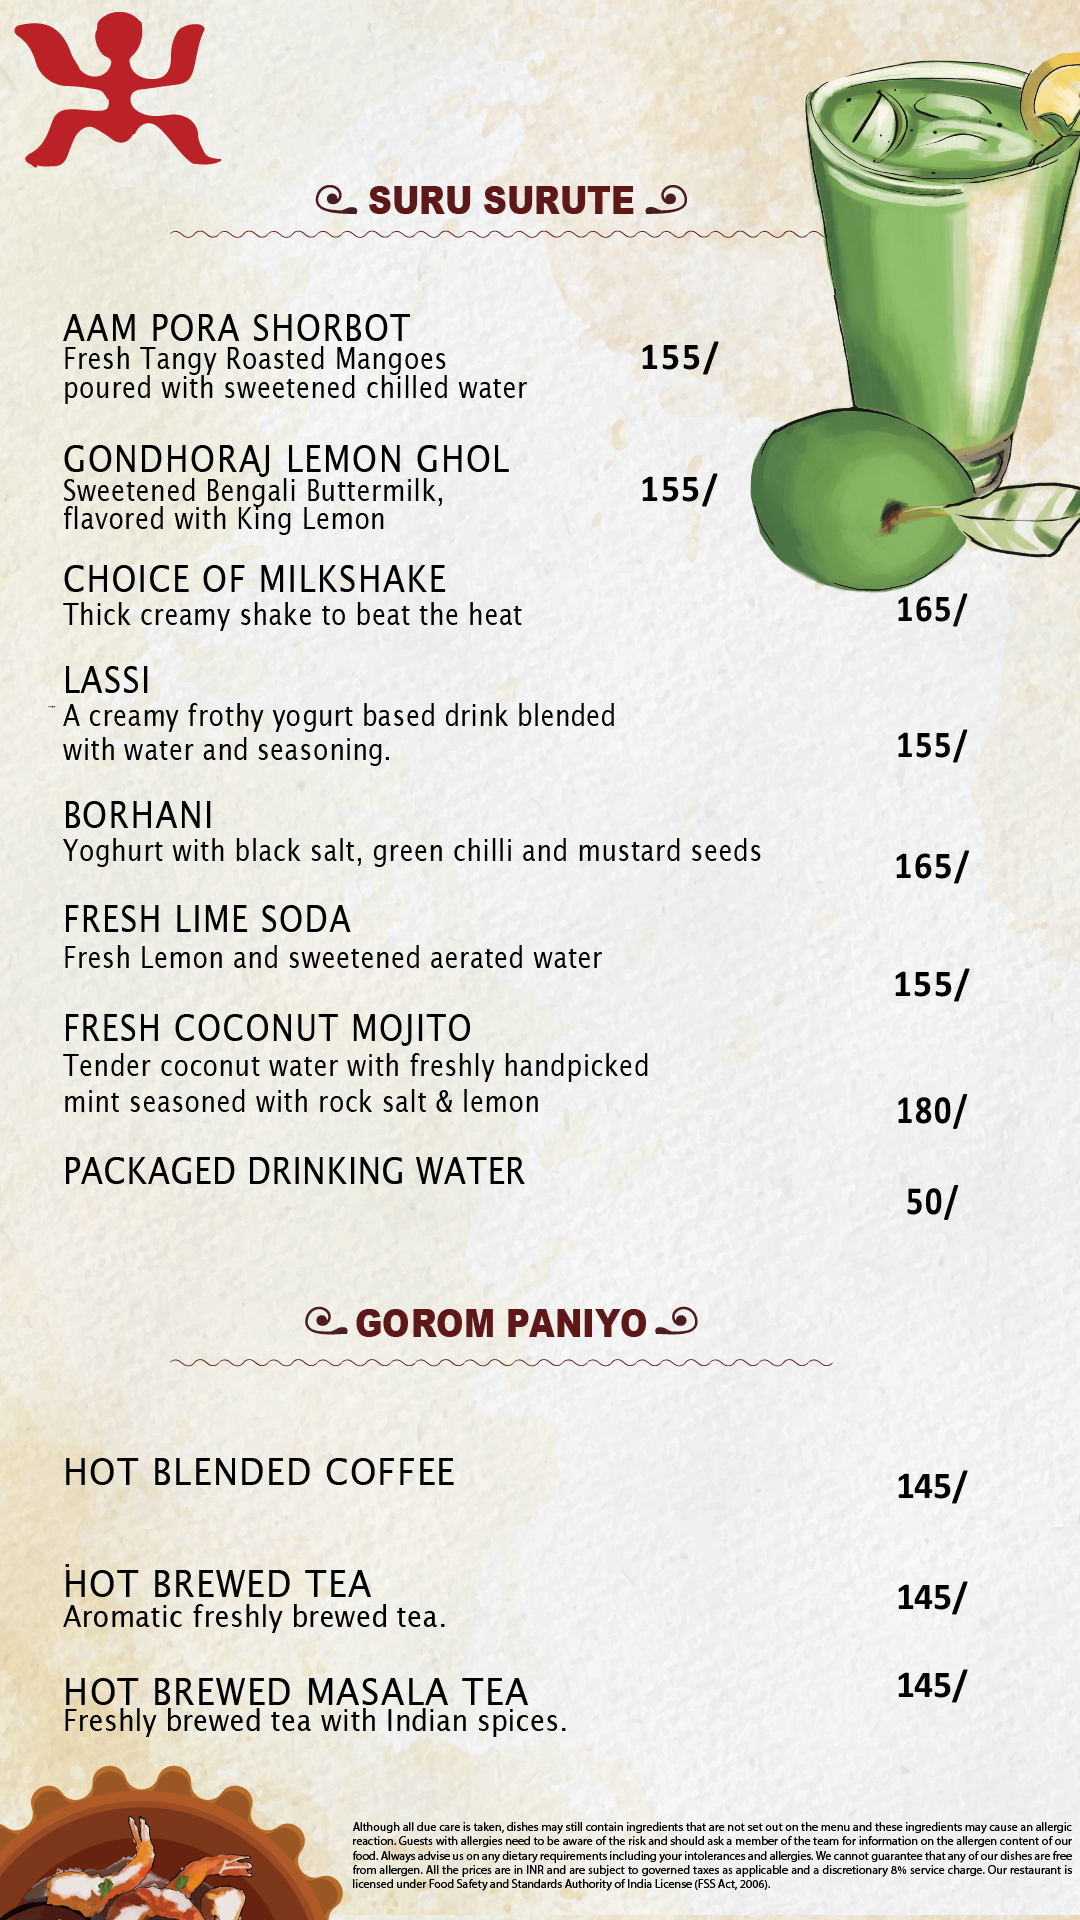 SURU SURUTE
AAM PORA SHORBOT
Fresh Tangy Roasted Mangoes
155/
poured with sweetened chilled water
GONDHORAJ LEMON GHOL
Sweetened Bengali Buttermilk,
155/
flavored with King Lemon
CHOICE OF MILKSHAKE
Thick creamy shake to beat the heat
165/
LASSI
A creamy frothy yogurt based drink blended
with water and seasoning.
155/
BORHANI
Yoghurt with black salt, green chilli and mustard seeds
165/
FRESH LIME SODA
Fresh Lemon and sweetened aerated water
155/
FRESH COCONUT MOJITO
Tender coconut water with freshly handpicked
mint seasoned with rock salt & lemon
180/
PACKAGED DRINKING WATER
50/
GOROM PANIYO
HOT BLENDED COFFEE
145/
HOT BREWED TEA
145/
Aromatic freshly brewed tea.
HOT BREWED MASALA TEA
145/
Freshly brewed tea with Indian spices.
Although all due care is taken, dishes may still contain ingredients that are not set out on the menu and these ingredients may cause an allergic
reaction. Guests with allergies need to be aware of the risk and should ask a member of the team for information on the allergen content of our
food. Always advise us on any dietary requirements including your intolerances and allergies. We cannot guarantee that any of our dishes are free
from allergen. All the prices are in INR and are subject to governed taxes as applicable and a discretionary 8% service charge. Our restaurant is
licensed under Food Safety and Standards Authority of India License (FSS Act, 2006).